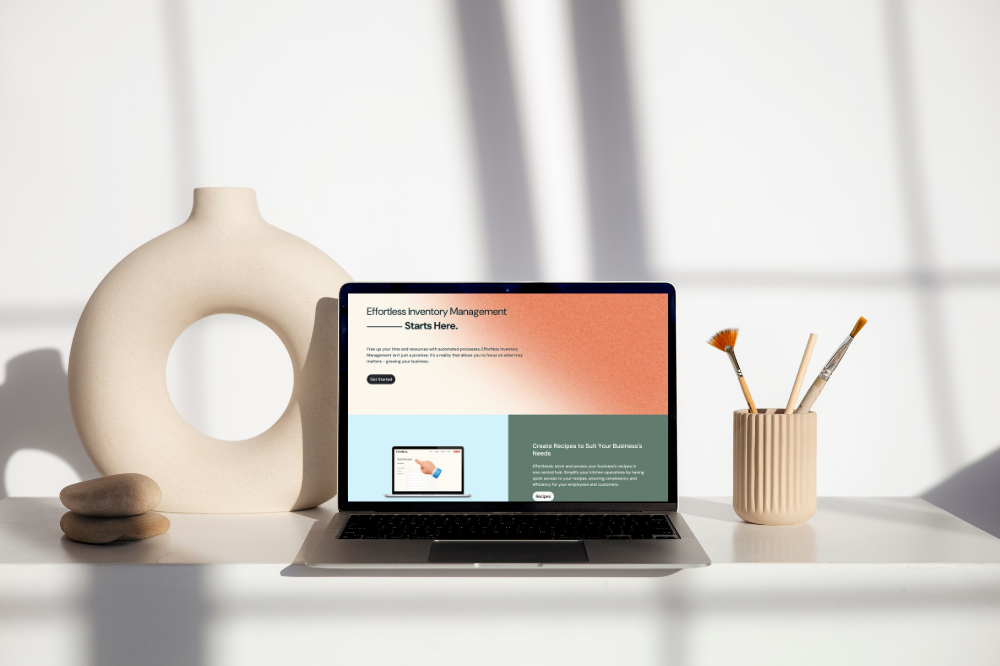 Effortless Inventory Management
Starts Here.
Free up your time and resources with automated processes. Effortless Inventory
Management isn't just a promise; it's a reality that allows you to focus on what truly
matters - growing your business.
Get Started
Create Recipes to Suit Your Business's
Needs
Effortlessly store and access your business's recipes in
one central hub. Simplify your kitchen operations by having
quick access to your recipes, ensuring consistency and
efficiency for your employees and customers.
Recipes